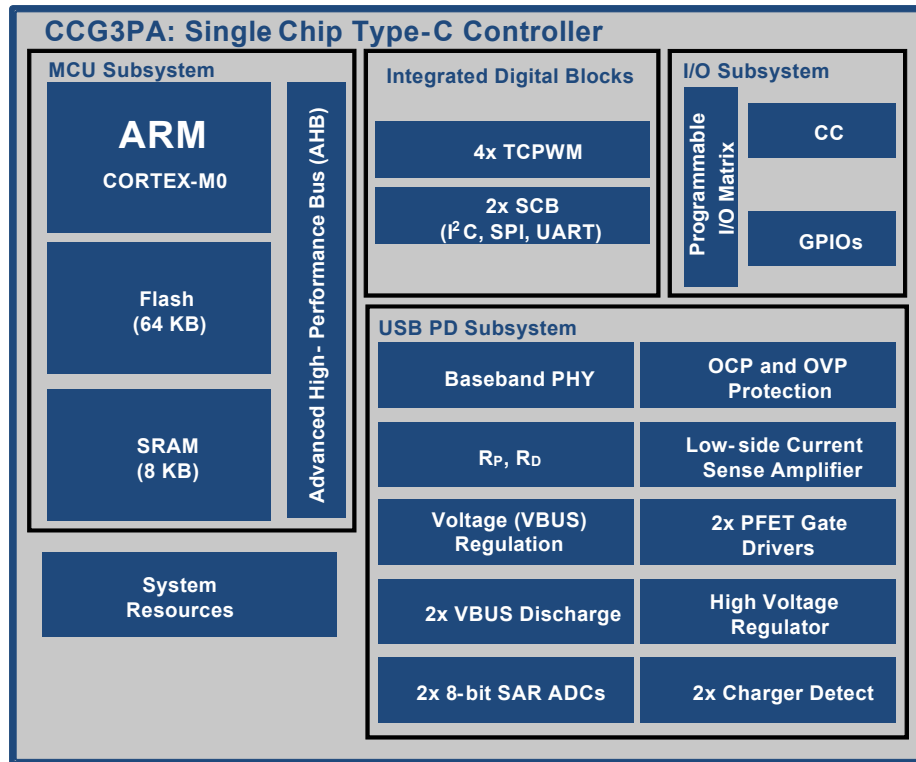 CCG3PA: Single Chip Type-C Controller
MCU Subsystem
ARM
CORTEX-M0
Flash
(64 KB)
SRAM
(8 KB)
Advanced High- Performance Bus (AHB)
System
Resources
Integrated Digital Blocks
4x TCPWM
2x SCB
(I²C, SPI, UART)
I/O Subsystem
Programmable
I/O Matrix
CC
GPIOs
USB PD Subsystem
Baseband PHY
OCP and OVP
Protection
RP, RD
Low-side Current
Sense Amplifier
Voltage (VBUS)
Regulation
2x PFET Gate
Drivers
2x VBUS Discharge
High Voltage
Regulator
2x 8-bit SAR ADCs
2x Charger Detect